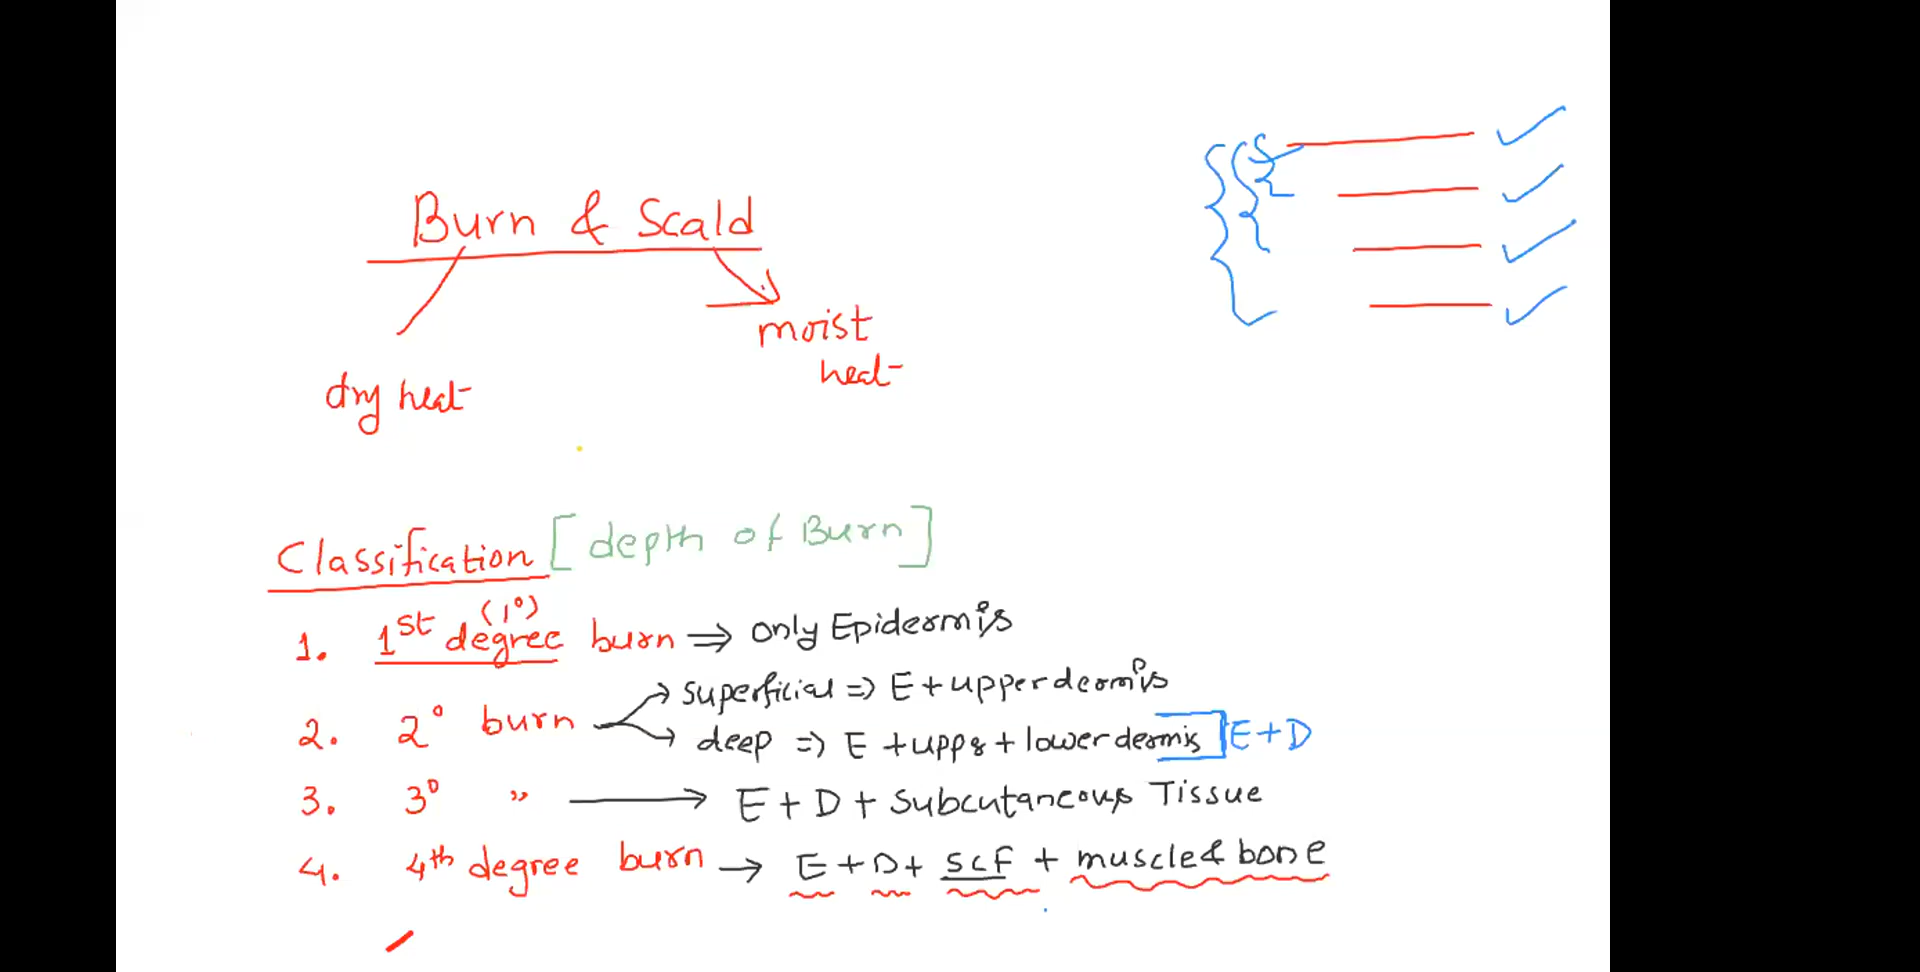 Burn & Scald
dry heat
moist
heat
Classification [depth of Burn]
(1°)
1. 1st degree burn ⇒ only Epidermis
2. 2° burn
→ superficial ⇒ E + upper dermis
→ deep ⇒ E + uppr + lower dermis E + D
3. 3° " → E + D + Subcutaneous Tissue
4. 4th degree burn → E + D + SCF + muscle & bone